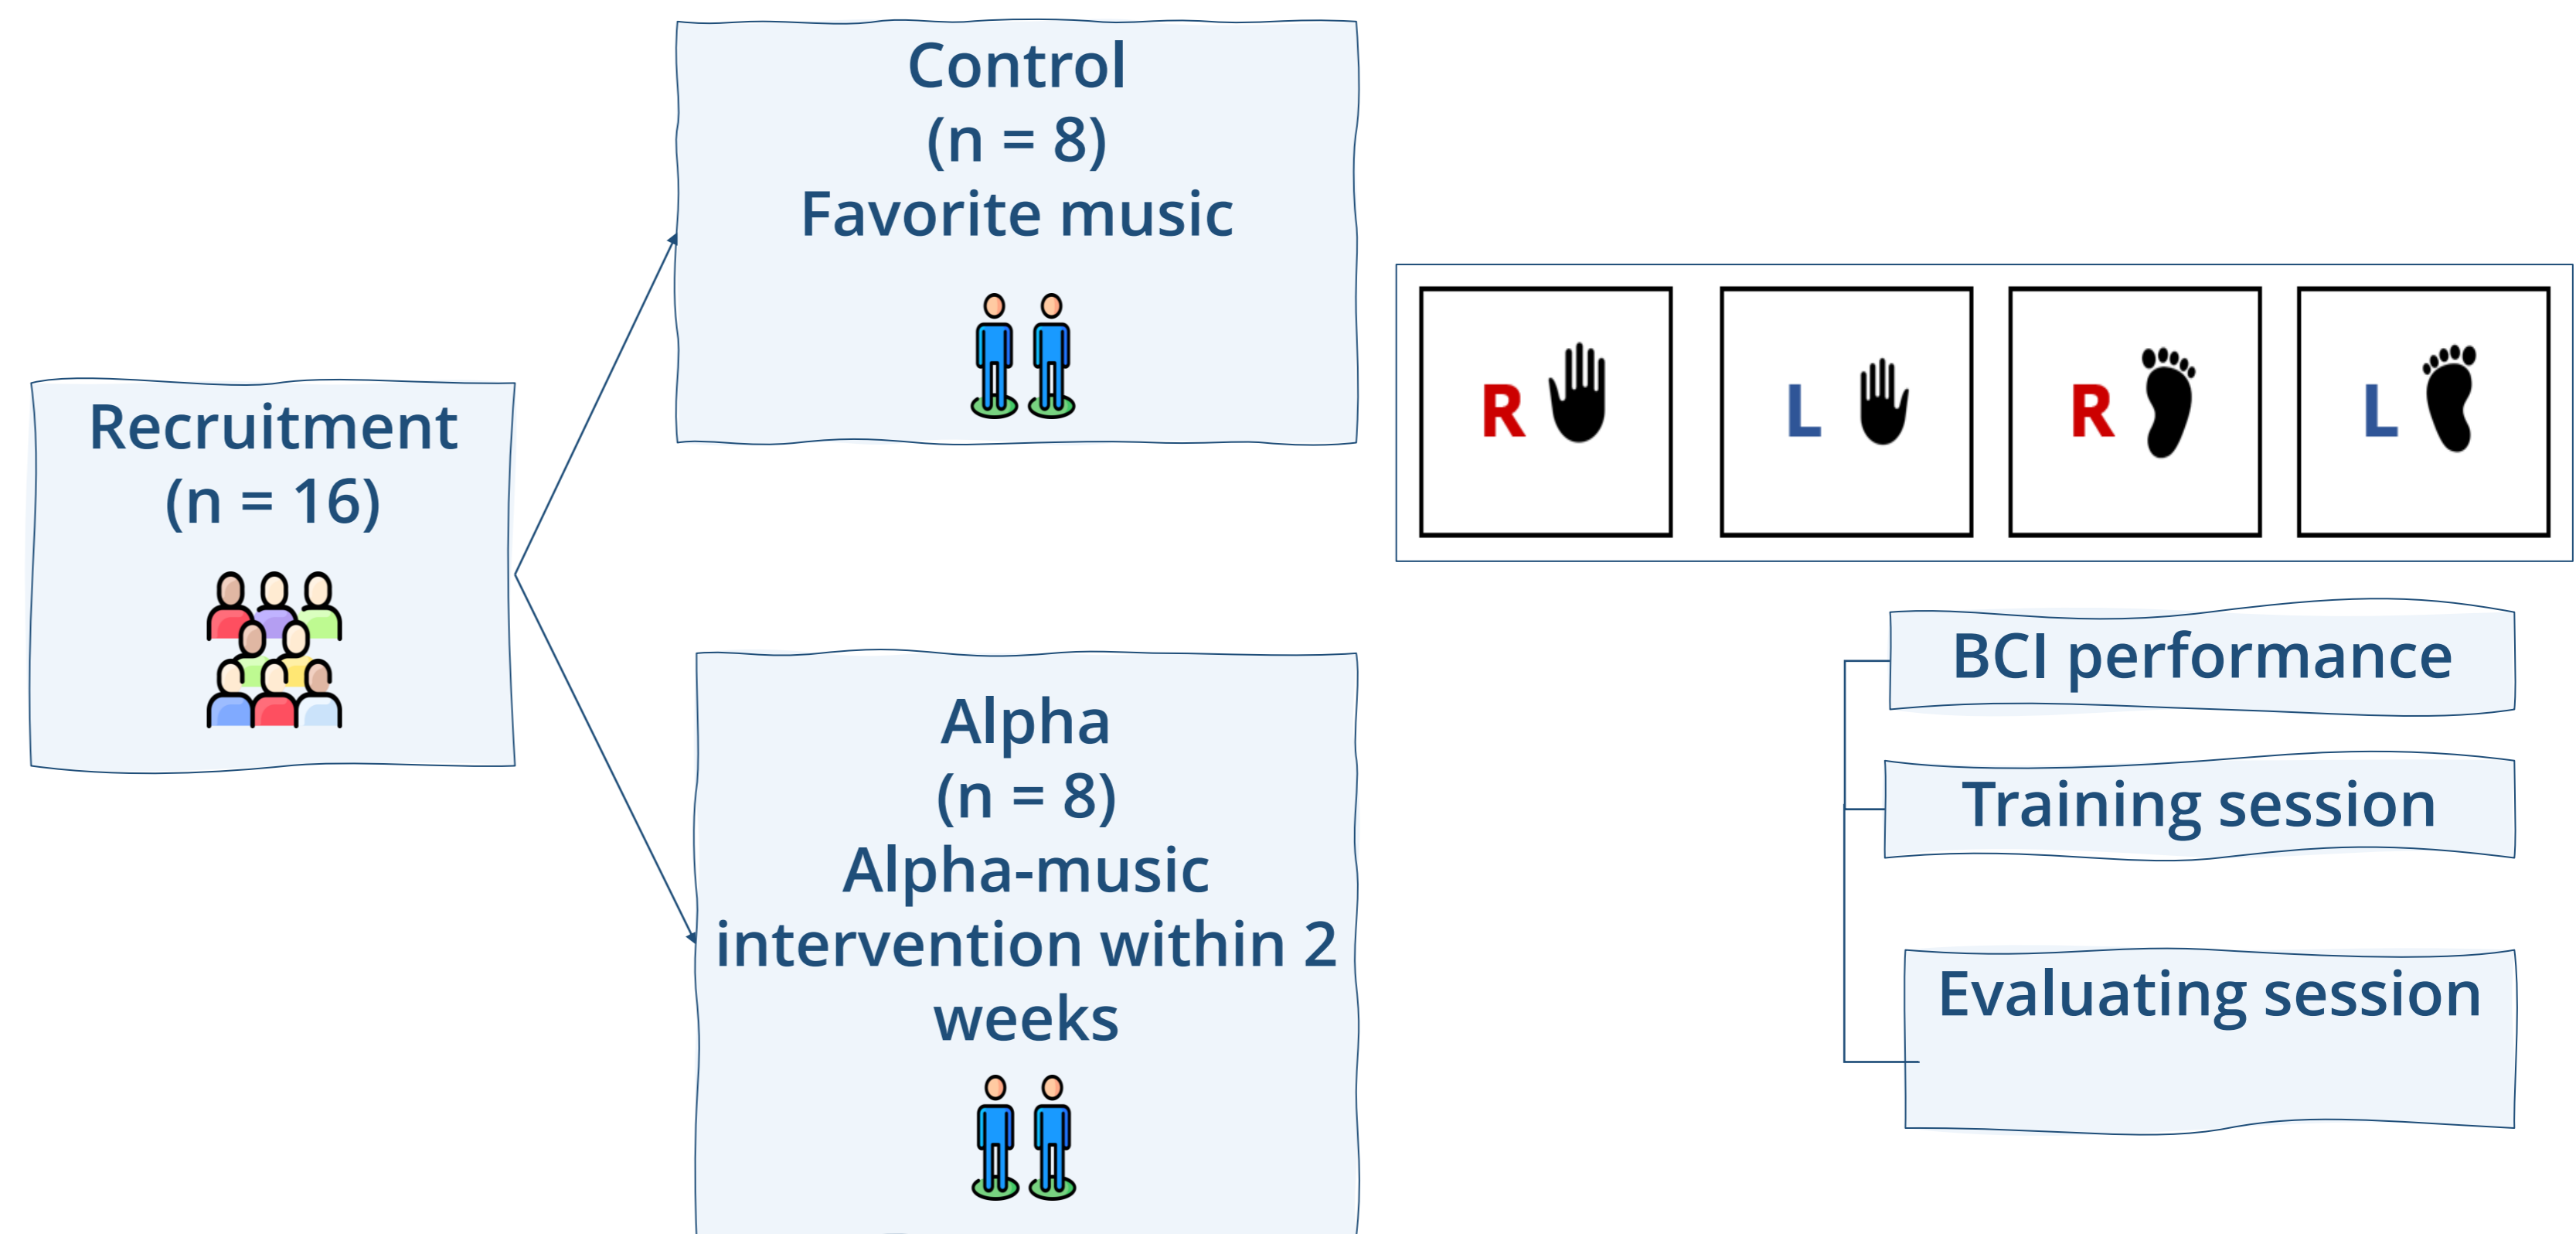 Recruitment
(n = 16)
Control
(n = 8)
Favorite music
Alpha
(n = 8)
Alpha-music
intervention within 2
weeks
R
L
R
L
BCI performance
Training session
Evaluating session